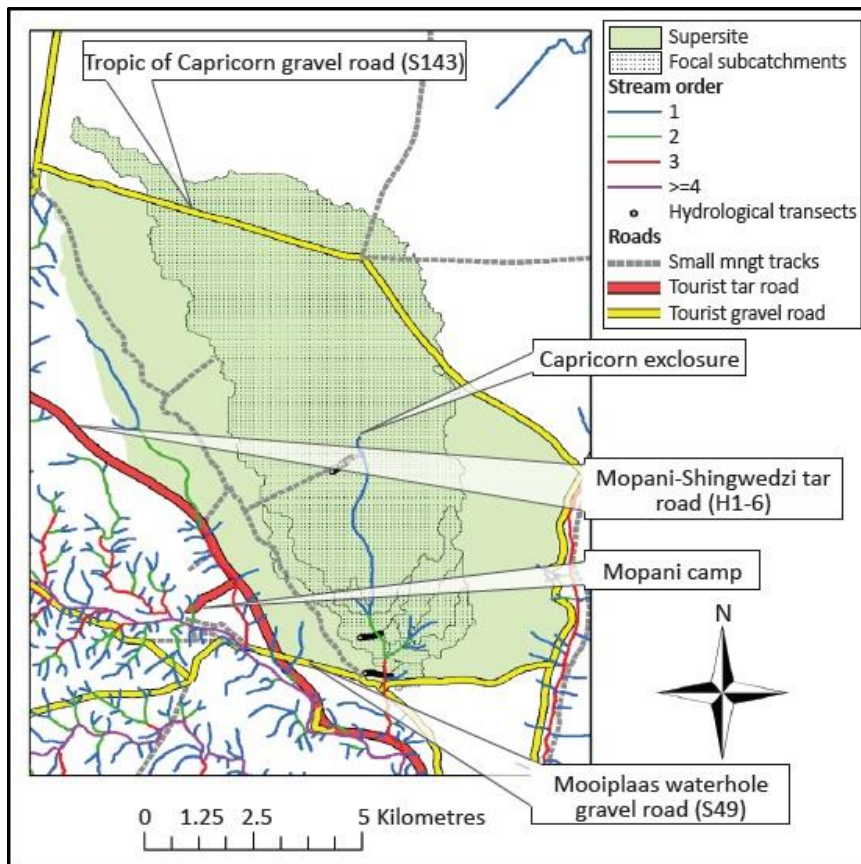 Tropic of Capricorn gravel road (S143)
Supersite
Focal subcatchments
Stream order
1
2
3
>=4
Hydrological transects
Roads
Small mngt tracks
Tourist tar road
Tourist gravel road
Capricorn exclosure
Mopani-Shingwedzi tar
road (H1-6)
Mopani camp
N
Mooiplaas waterhole
gravel road (S49)
0 1.25 2.5 5 Kilometres